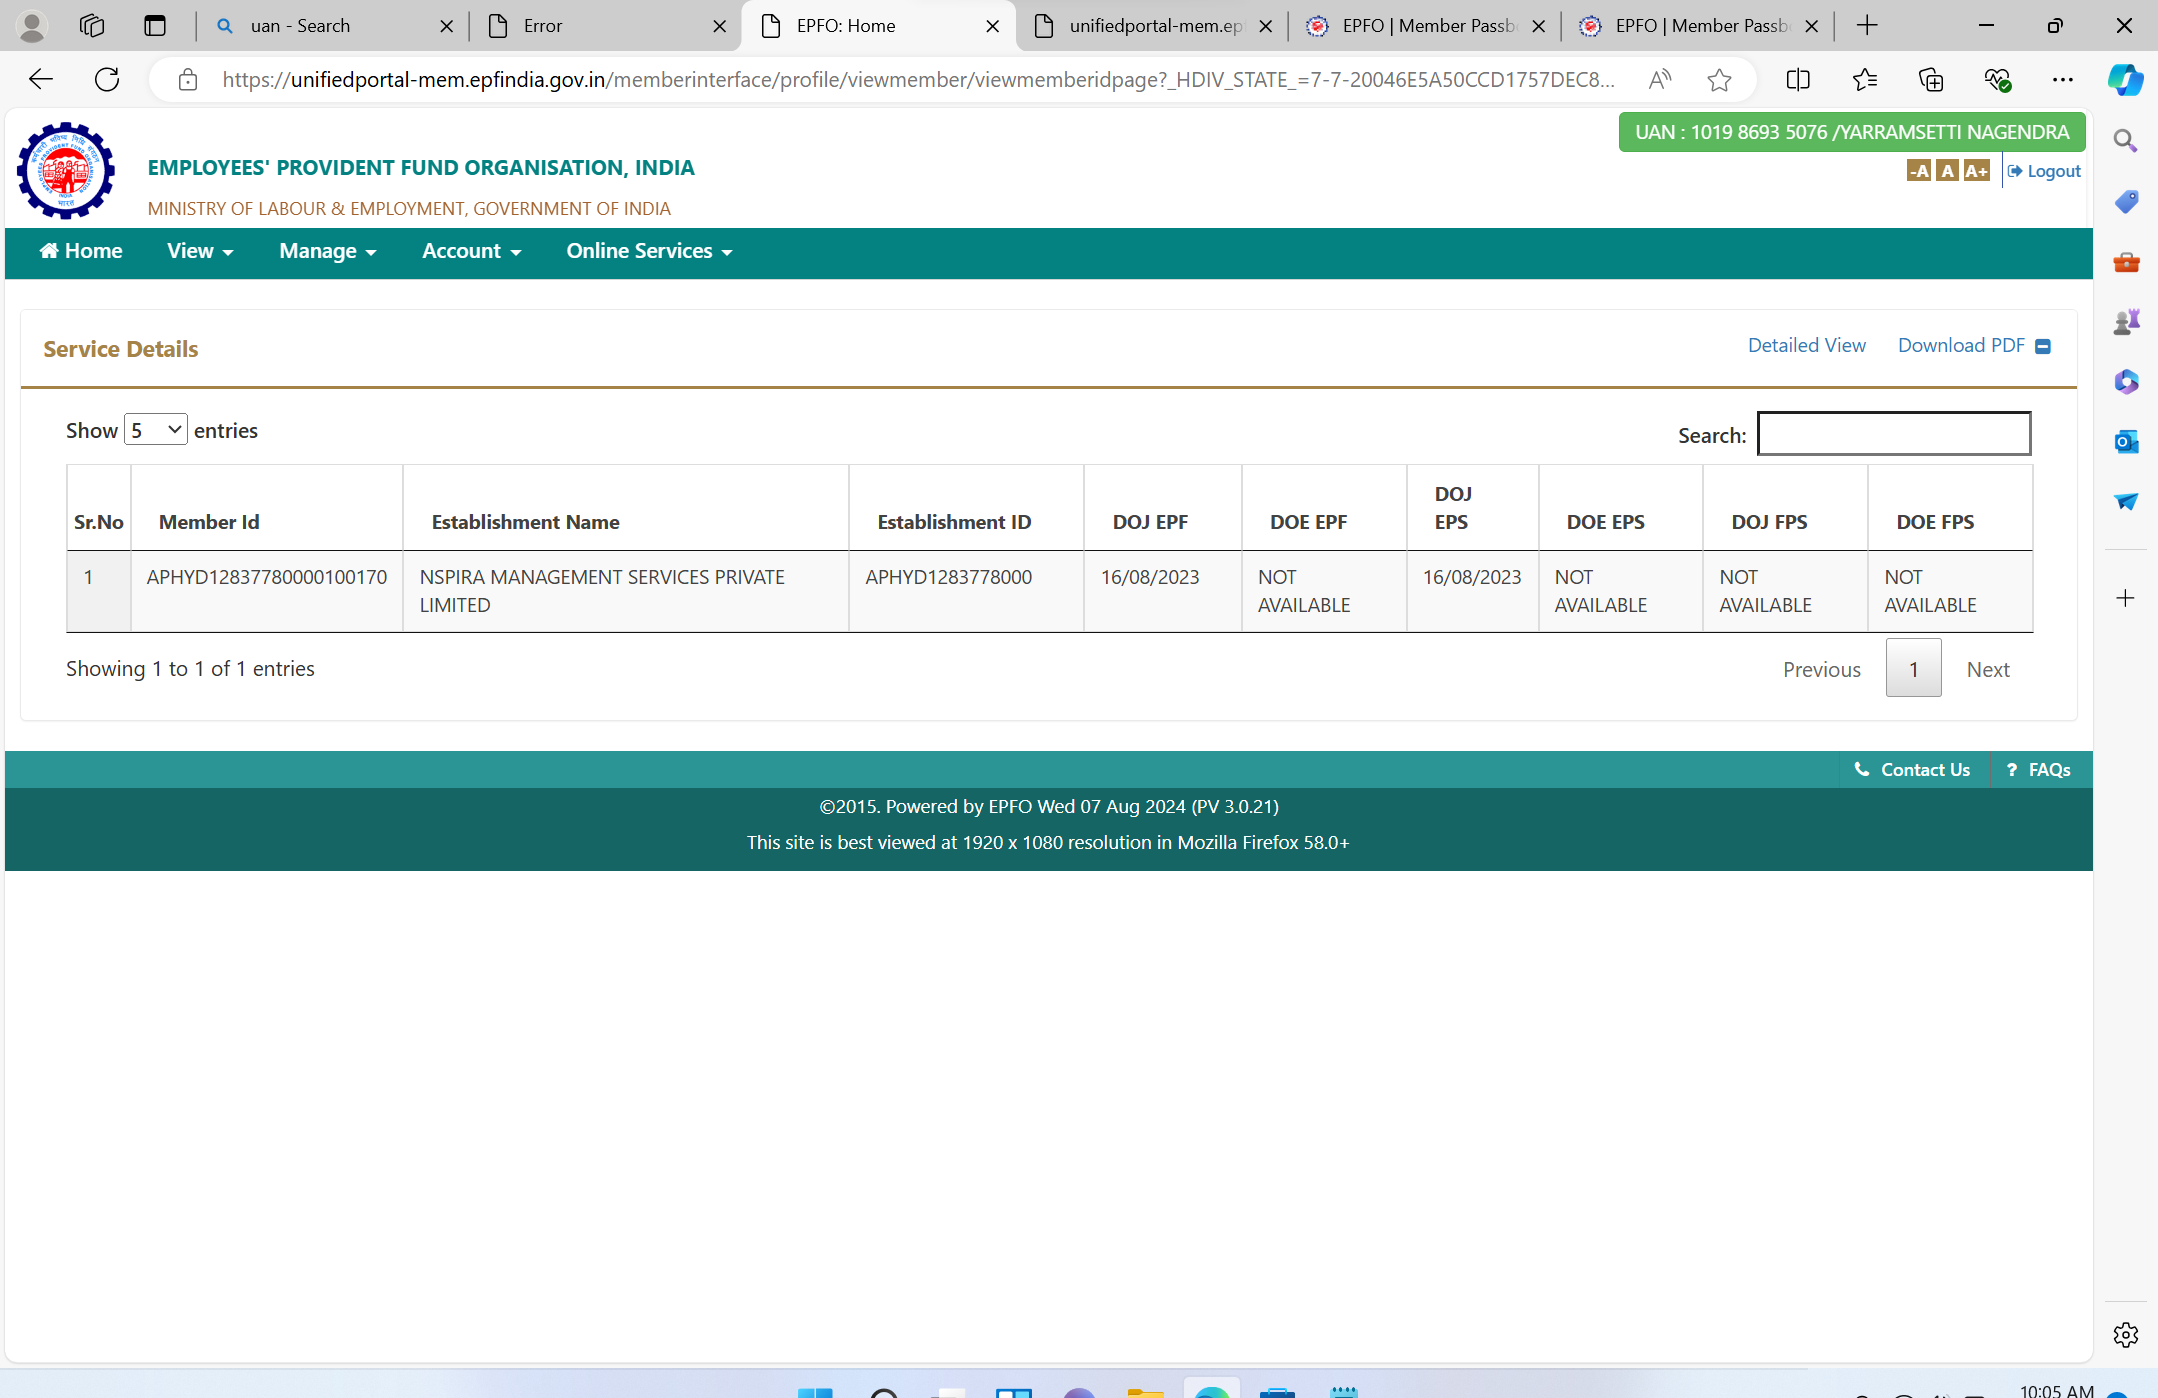 uan - Search
Error
EPFO: Home
unifiedportal-mem.ep
EPFO | Member Passb
EPFO | Member Passb
https://unifiedportal-mem.epfindia.gov.in/memberinterface/profile/viewmember/viewmemberidpage?_HDIV_STATE_=7-7-20046E5A50CCD1757DEC8...
UAN : 1019 8693 5076 /YARRAMSETTI NAGENDRA
EMPLOYEES' PROVIDENT FUND ORGANISATION, INDIA
-A A A+ Logout
MINISTRY OF LABOUR & EMPLOYMENT, GOVERNMENT OF INDIA
Home View Manage Account Online Services
Service Details
Detailed View Download PDF
Show 5 entries
Search:
Sr.No Member Id Establishment Name Establishment ID DOJ EPF DOE EPF DOJ EPS DOE EPS DOJ FPS DOE FPS
1 APHYD12837780000100170 NSPIRA MANAGEMENT SERVICES PRIVATE LIMITED APHYD1283778000 16/08/2023 NOT AVAILABLE 16/08/2023 NOT AVAILABLE NOT AVAILABLE NOT AVAILABLE
Showing 1 to 1 of 1 entries
Previous 1 Next
Contact Us ? FAQs
©2015. Powered by EPFO Wed 07 Aug 2024 (PV 3.0.21)
This site is best viewed at 1920 x 1080 resolution in Mozilla Firefox 58.0+
10:05 AM